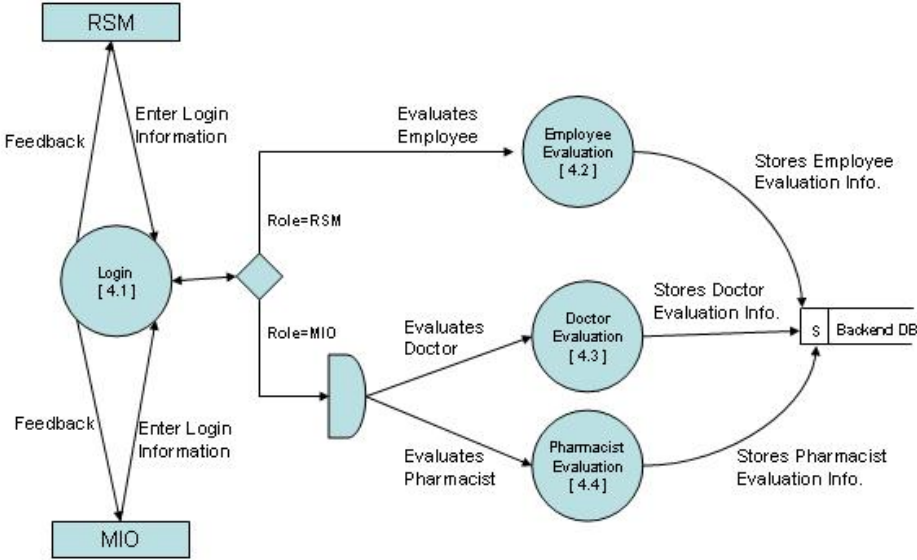 RSM
Feedback
Enter Login
Information
Evaluates
Employee
Employee
Evaluation
[ 4.2 ]
Stores Employee
Evaluation Info.
Role=RSM
Login
[ 4.1 ]
Role=MIO
Evaluates
Doctor
Doctor
Evaluation
[ 4.3 ]
Stores Doctor
Evaluation Info.
S
Backend DB
Feedback
Enter Login
Information
Evaluates
Pharmacist
Pharmacist
Evaluation
[ 4.4 ]
Stores Pharmacist
Evaluation Info.
MIO